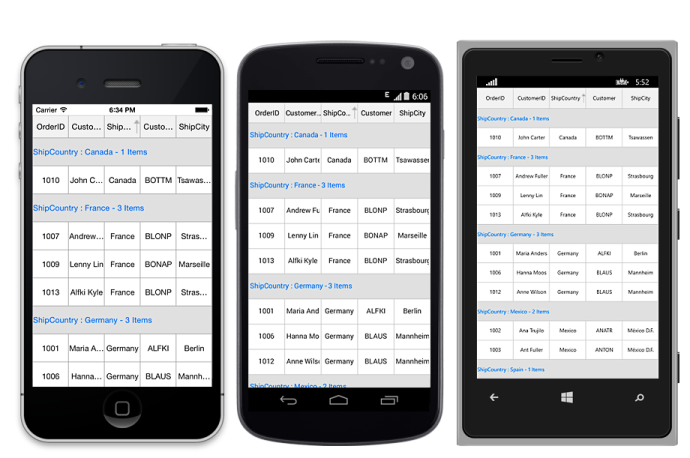 Carrier 6:34 PM
OrderID Custo... Ship... Custo... ShipCity
ShipCountry : Canada - 1 Items
1010 John C... Canada BOTTM Tsawas...
ShipCountry : France - 3 Items
1007 Andrew... France BLONP Stras...
1009 Lenny Lin France BONAP Marseille
1013 Alfki Kyle France BLONP Stras...
ShipCountry : Germany - 3 Items
1001 Maria A... Germany ALFKI Berlin
1006 Hanna... Germany BLAUS Mannh...
6:06
OrderID Customer... ShipCo... Customer ShipCity
ShipCountry : Canada - 1 Items
1010 John Carte Canada BOTTM Tsawassen
ShipCountry : France - 3 Items
1007 Andrew Fu France BLONP Strasbourg
1009 Lenny Lin France BONAP Marseille
1013 Alfki Kyle France BLONP Strasbourg
ShipCountry : Germany - 3 Items
1001 Maria And Germany ALFKI Berlin
1006 Hanna Mo Germany BLAUS Mannheim
1012 Anne Wils Germany BLAUS Mannheim
ShipCountry : Mexico - 2 Items
5:52
OrderID CustomerID ShipCountry Customer ShipCity
ShipCountry : Canada - 1 Items
1010 John Carter Canada BOTTM Tsawassen
ShipCountry : France - 3 Items
1007 Andrew Fuller France BLONP Strasbourg
1009 Lenny Lin France BONAP Marseille
1013 Alfki Kyle France BLONP Strasbourg
ShipCountry : Germany - 3 Items
1001 Maria Anders Germany ALFKI Berlin
1006 Hanna Moos Germany BLAUS Mannheim
1012 Anne Wilson Germany BLAUS Mannheim
ShipCountry : Mexico - 2 Items
1002 Ana Trujilo Mexico ANATR México D.F.
1003 Ant Fuller Mexico ANTON México D.F.
ShipCountry : Spain - 1 Items